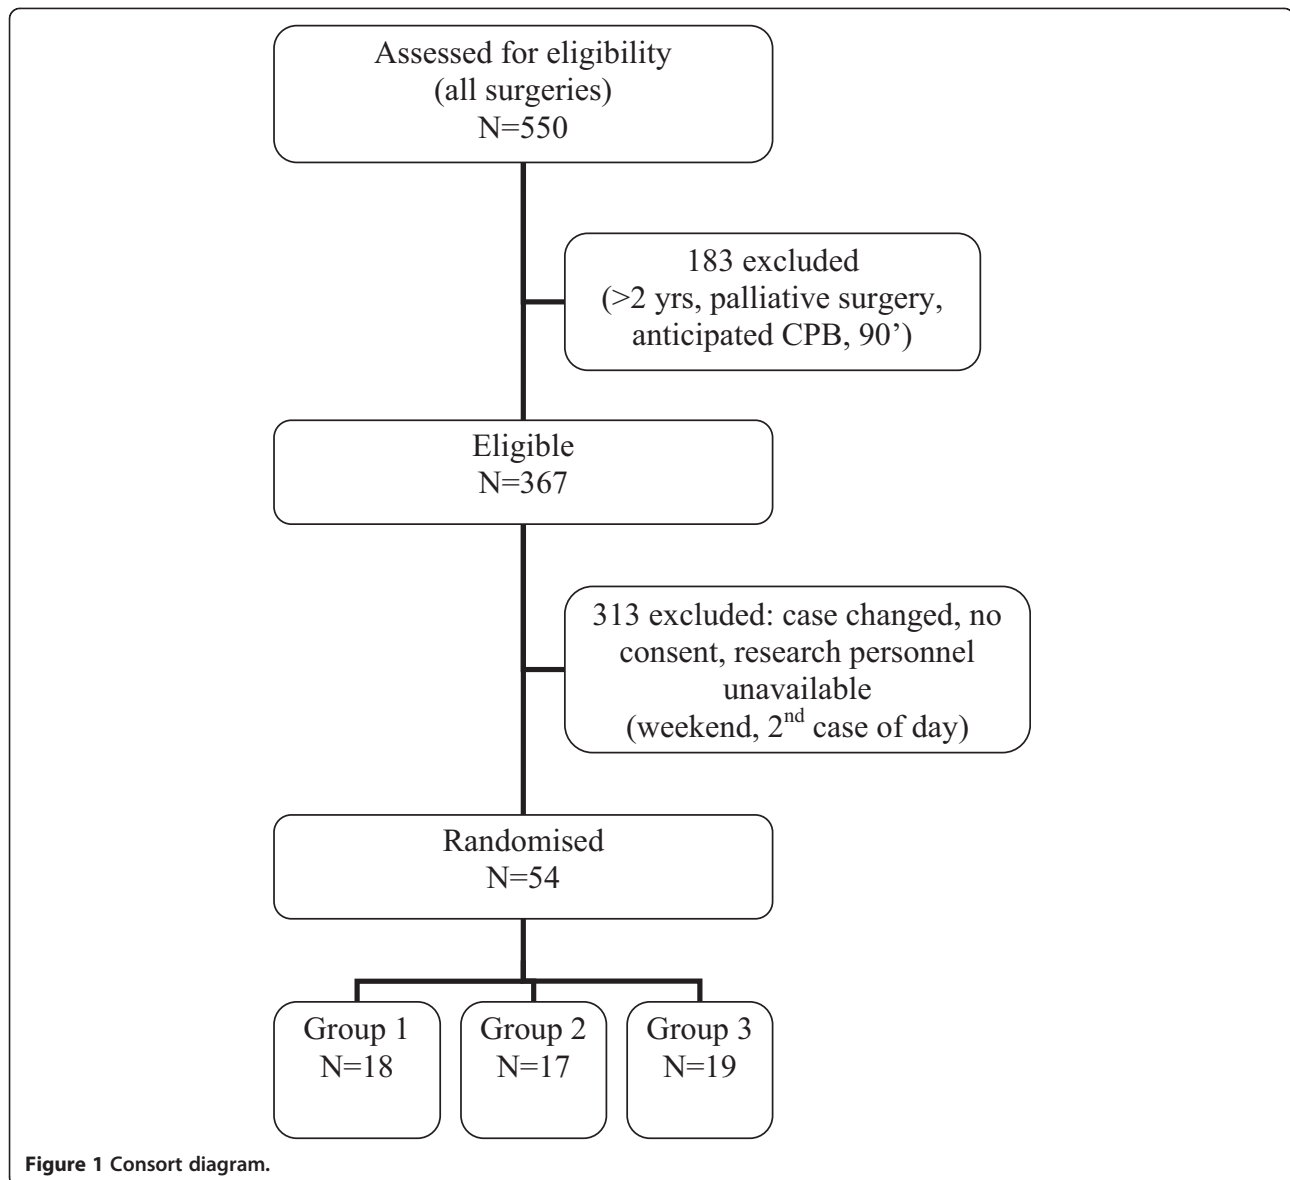 Assessed for eligibility
(all surgeries)
N=550
183 excluded
(>2 yrs, palliative surgery,
anticipated CPB, 90’)
Eligible
N=367
313 excluded: case changed, no
consent, research personnel
unavailable
(weekend, 2nd case of day)
Randomised
N=54
Group 1
N=18
Group 2
N=17
Group 3
N=19
Figure 1 Consort diagram.